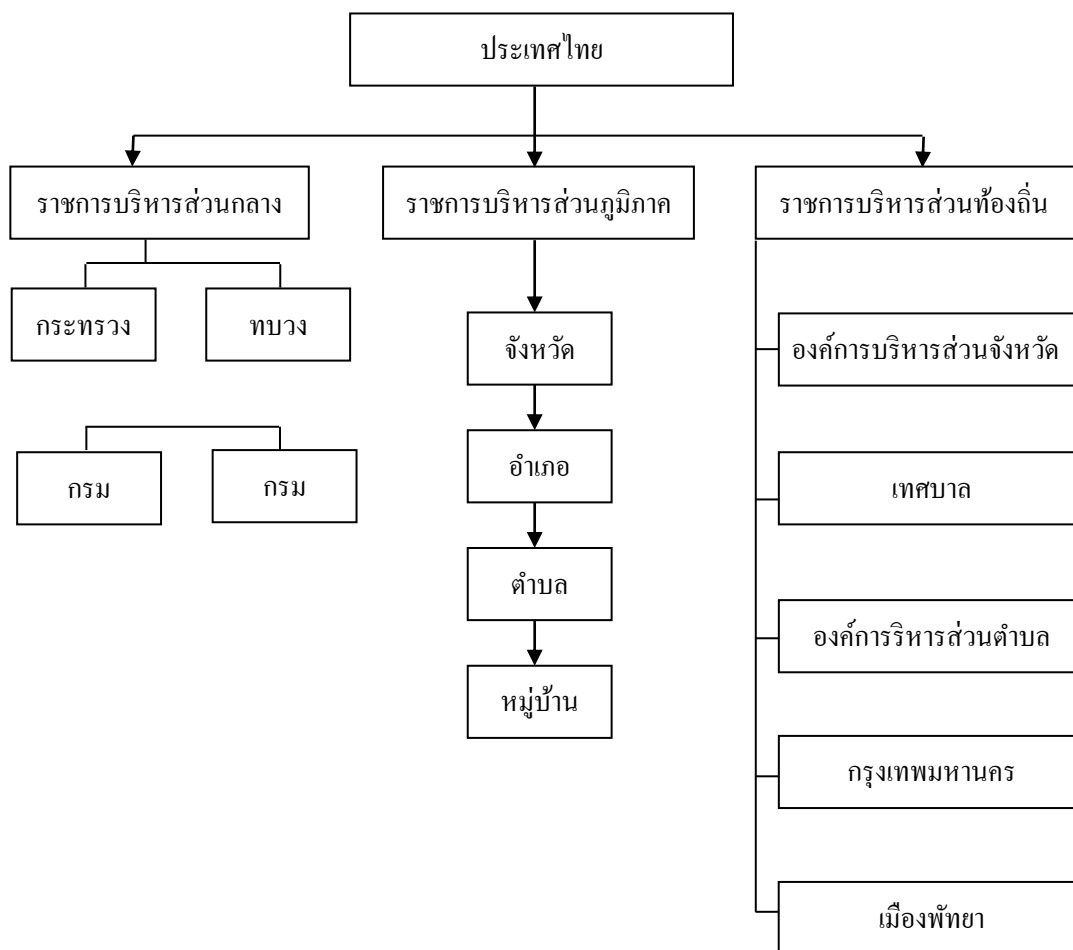 ประเทศไทย
ราชการบริหารส่วนกลาง
ราชการบริหารส่วนภูมิภาค
ราชการบริหารส่วนท้องถิ่น
กระทรวง
ทบวง
จังหวัด
องค์การบริหารส่วนจังหวัด
กรม
กรม
อำเภอ
เทศบาล
ตำบล
องค์การริหารส่วนตำบล
หมู่บ้าน
กรุงเทพมหานคร
เมืองพัทยา